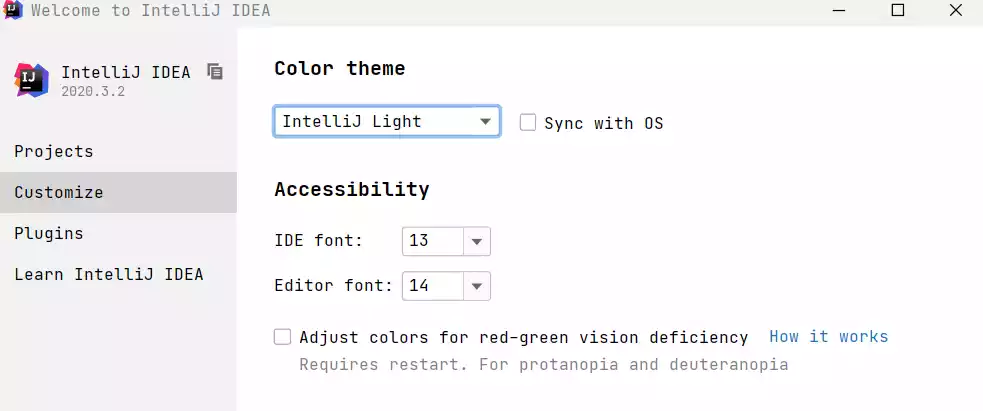 Welcome to IntelliJ IDEA
IJ
IntelliJ IDEA
2020.3.2
Projects
Customize
Plugins
Learn IntelliJ IDEA
Color theme
IntelliJ Light
Sync with OS
Accessibility
IDE font: 13
Editor font: 14
Adjust colors for red-green vision deficiency How it works
Requires restart. For protanopia and deuteranopia